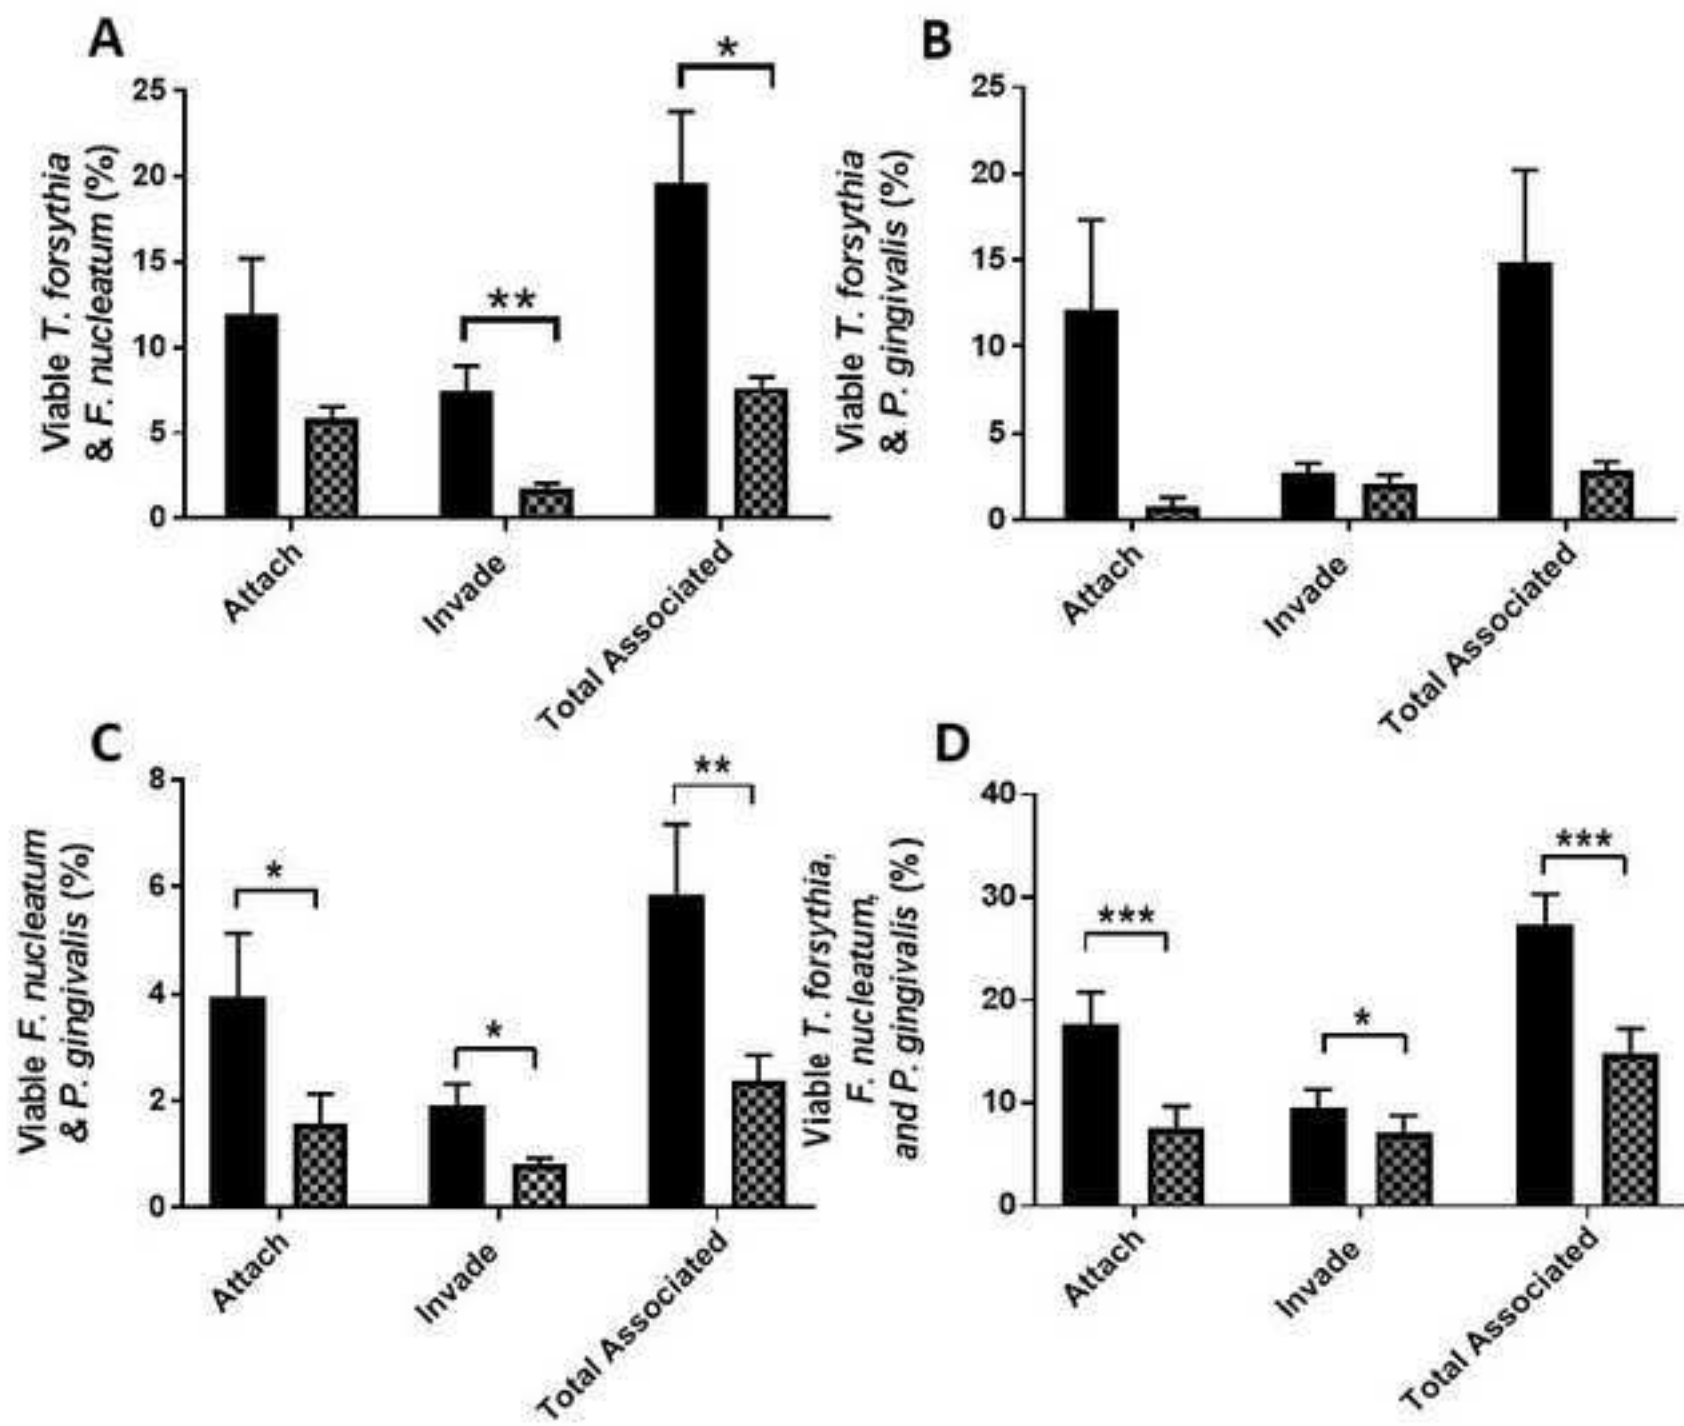 A
Viable T. forsythia
& F. nucleatum (%)
25
20
15
10
5
0
**
*
Attach
Invade
Total Associated
B
Viable T. forsythia
& P. gingivalis (%)
25
20
15
10
5
0
Attach
Invade
Total Associated
C
Viable F. nucleatum
& P. gingivalis (%)
8
6
4
2
0
*
*
**
Attach
Invade
Total Associated
D
Viable T. forsythia,
F. nucleatum,
and P. gingivalis (%)
40
30
20
10
0
***
*
***
Attach
Invade
Total Associated